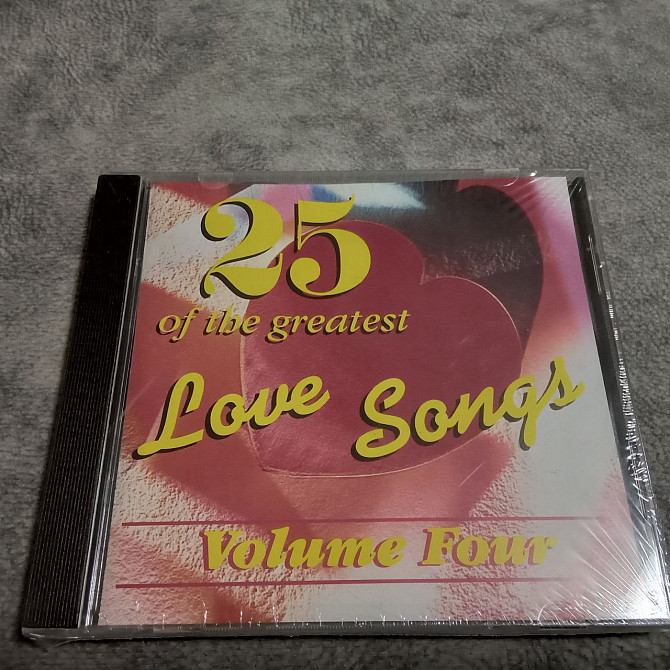 25
of the greatest
Love Songs
Volume Four